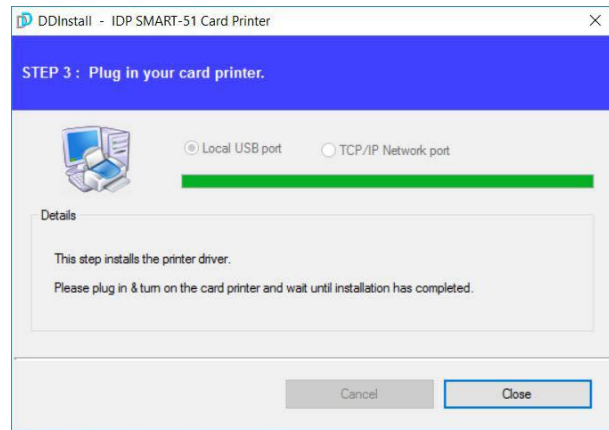 DDInstall - IDP SMART-51 Card Printer
STEP 3 : Plug in your card printer.
Local USB port
TCP/IP Network port
Details
This step installs the printer driver.
Please plug in & turn on the card printer and wait until installation has completed.
Cancel
Close